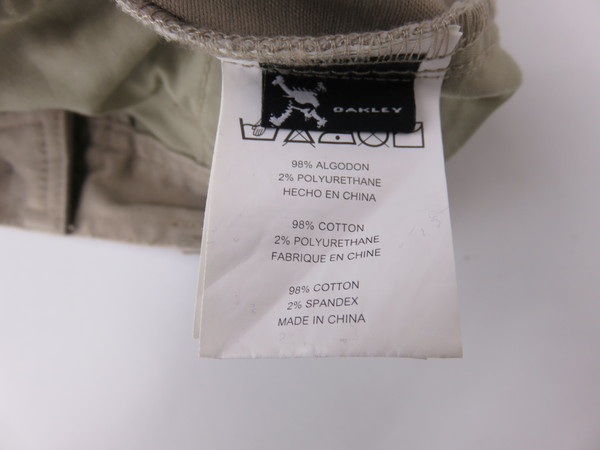 OAKLEY
98% ALGODON
2% POLYURETHANE
HECHO EN CHINA
98% COTTON
2% POLYURETHANE
FABRIQUE EN CHINE
98% COTTON
2% SPANDEX
MADE IN CHINA